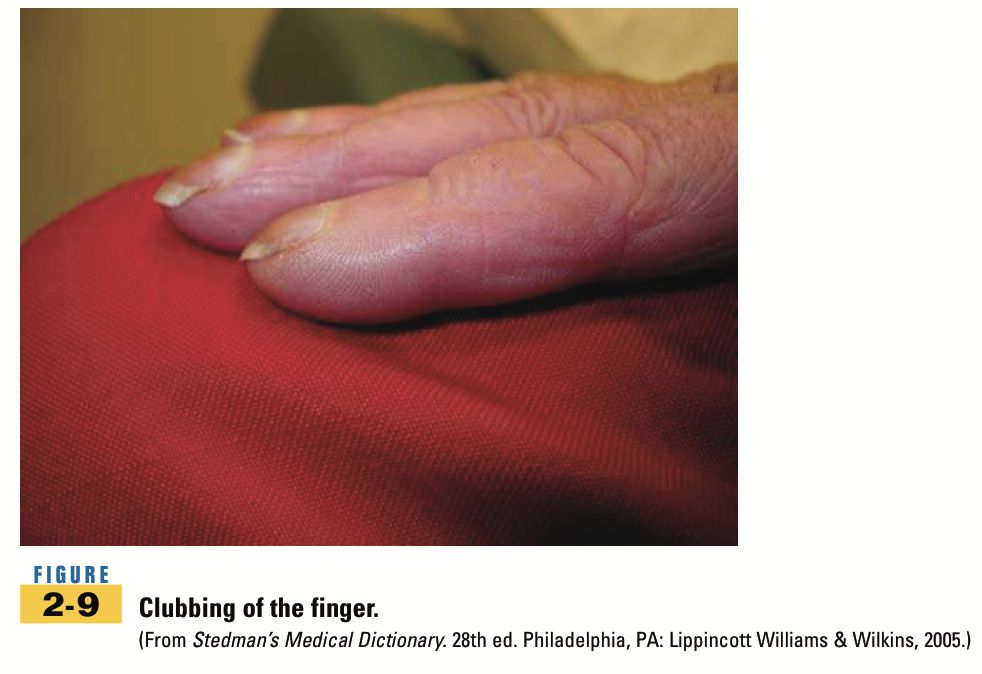 FIGURE
2-9
Clubbing of the finger.
(From Stedman's Medical Dictionary. 28th ed. Philadelphia, PA: Lippincott Williams & Wilkins, 2005.)